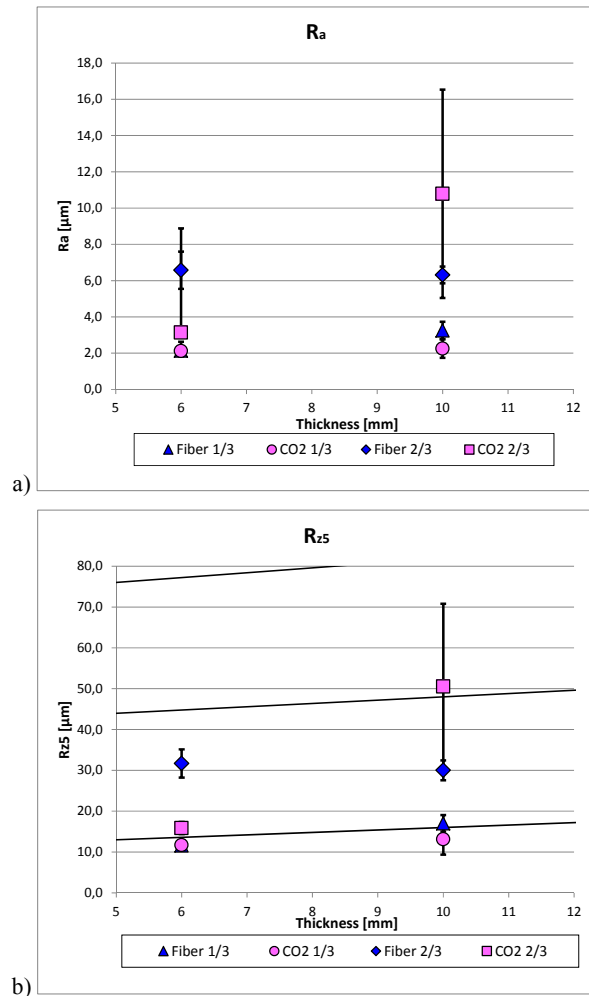 Ra
18,0
16,0
14,0
12,0
10,0
8,0
6,0
4,0
2,0
0,0
Ra [µm]
5 6 7 8 9 10 11 12
Thickness [mm]
Fiber 1/3 CO2 1/3 Fiber 2/3 CO2 2/3
a)
Rz5
80,0
70,0
60,0
50,0
40,0
30,0
20,0
10,0
0,0
Rz5 [µm]
5 6 7 8 9 10 11 12
Thickness [mm]
Fiber 1/3 CO2 1/3 Fiber 2/3 CO2 2/3
b)